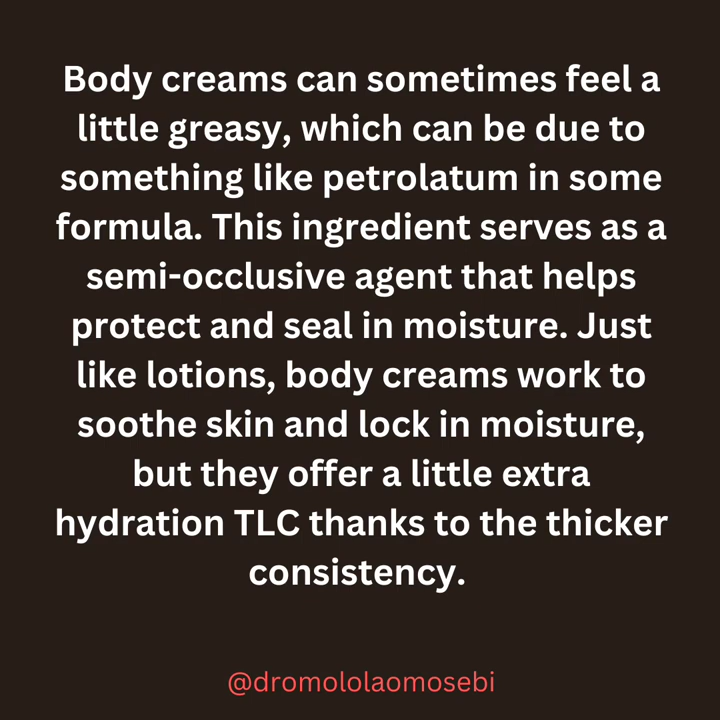 Body creams can sometimes feel a
little greasy, which can be due to
something like petrolatum in some
formula. This ingredient serves as a
semi-occlusive agent that helps
protect and seal in moisture. Just
like lotions, body creams work to
soothe skin and lock in moisture,
but they offer a little extra
hydration TLC thanks to the thicker
consistency.
@dromololaomosebi